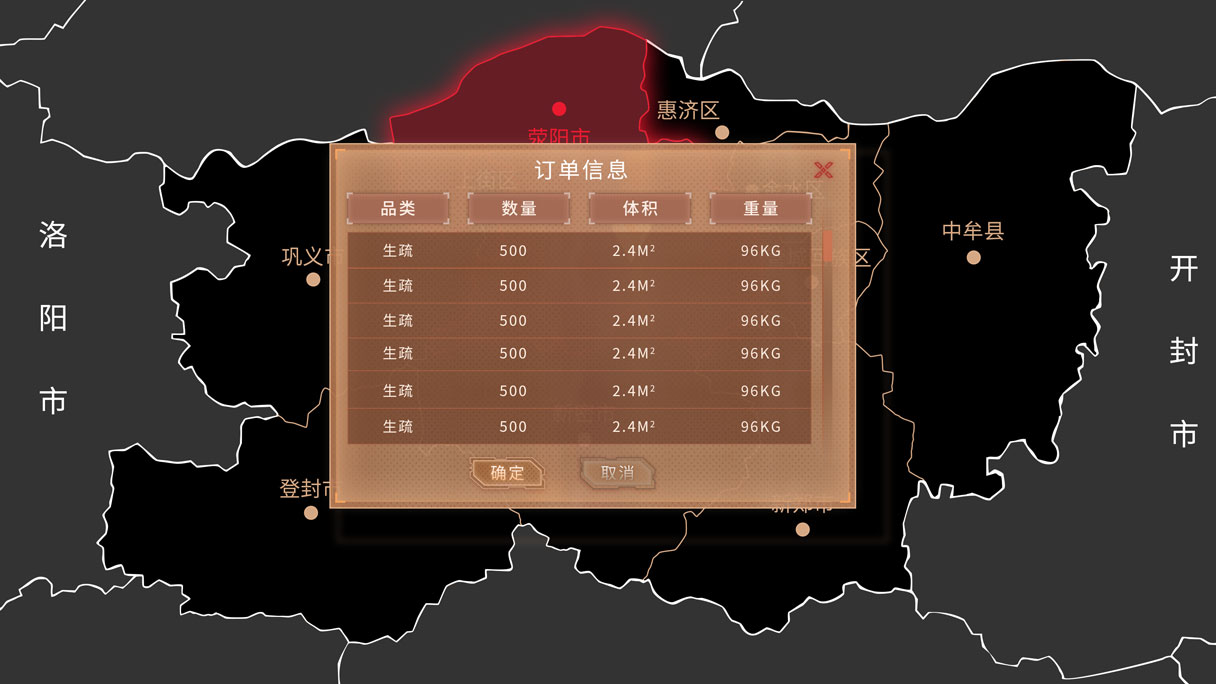 惠济区
荥阳市
订单信息
品类 数量 体积 重量
生疏 500 2.4M² 96KG
生疏 500 2.4M² 96KG
生疏 500 2.4M² 96KG
生疏 500 2.4M² 96KG
生疏 500 2.4M² 96KG
生疏 500 2.4M² 96KG
确定 取消
洛阳市
巩义市
登封市
金水区
中牟县
新郑市
开封市